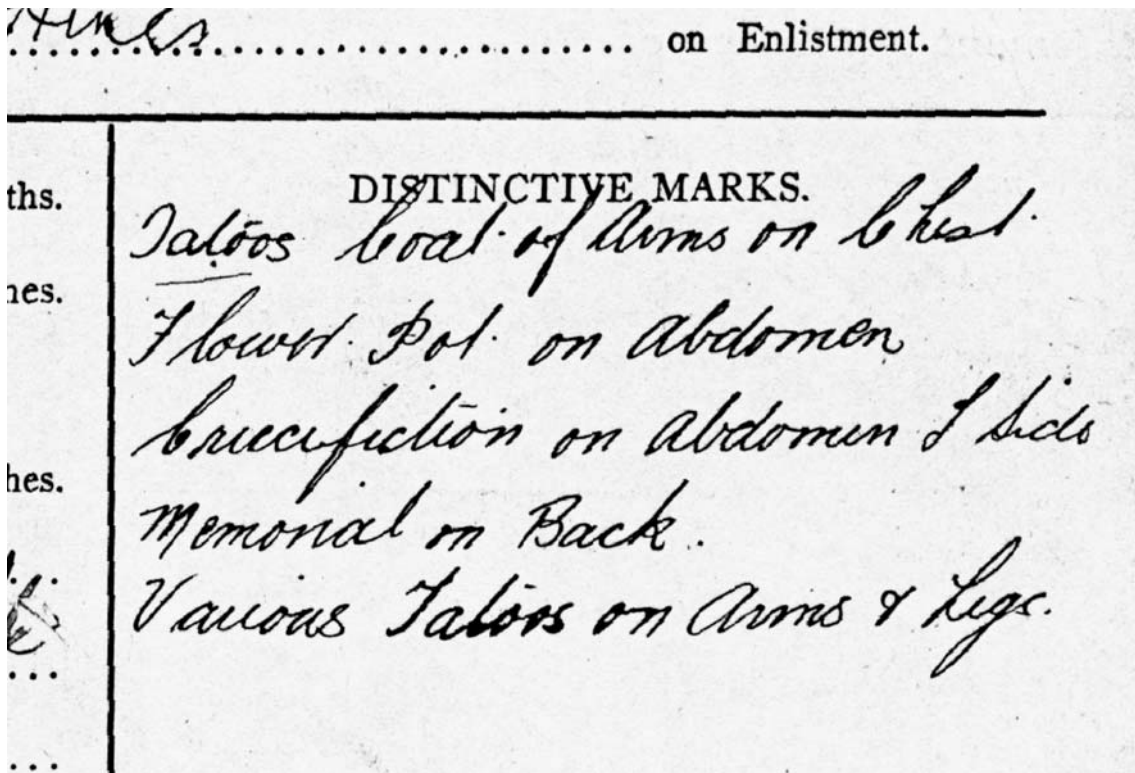 on Enlistment.
ths.
DISTINCTIVE MARKS.
Tatoos Coat of Arms on Chest.
hes.
Flower Pot. on abdomen
Crucifiction on abdomen & side
hes.
Memorial on Back.
Various Tatoos on Arms & Legs.